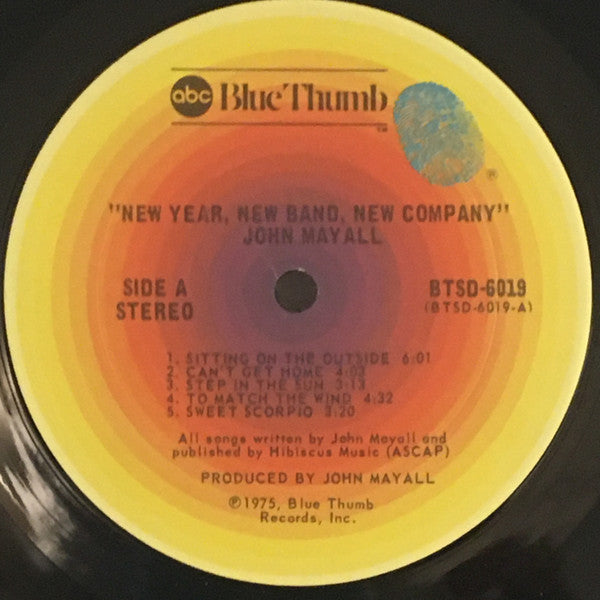 abc Blue Thumb
™
®
"NEW YEAR, NEW BAND, NEW COMPANY"
JOHN MAYALL
SIDE A
STEREO
BTSD-6019
(BTSD-6019-A)
1. SITTING ON THE OUTSIDE 6:01
2. CAN'T GET HOME 4:03
3. STEP IN THE SUN 3:13
4. TO MATCH THE WIND 4:32
5. SWEET SCORPIO 3:20
All songs written by John Mayall and
published by Hibiscus Music (ASCAP)
PRODUCED BY JOHN MAYALL
℗1975, Blue Thumb
Records, Inc.